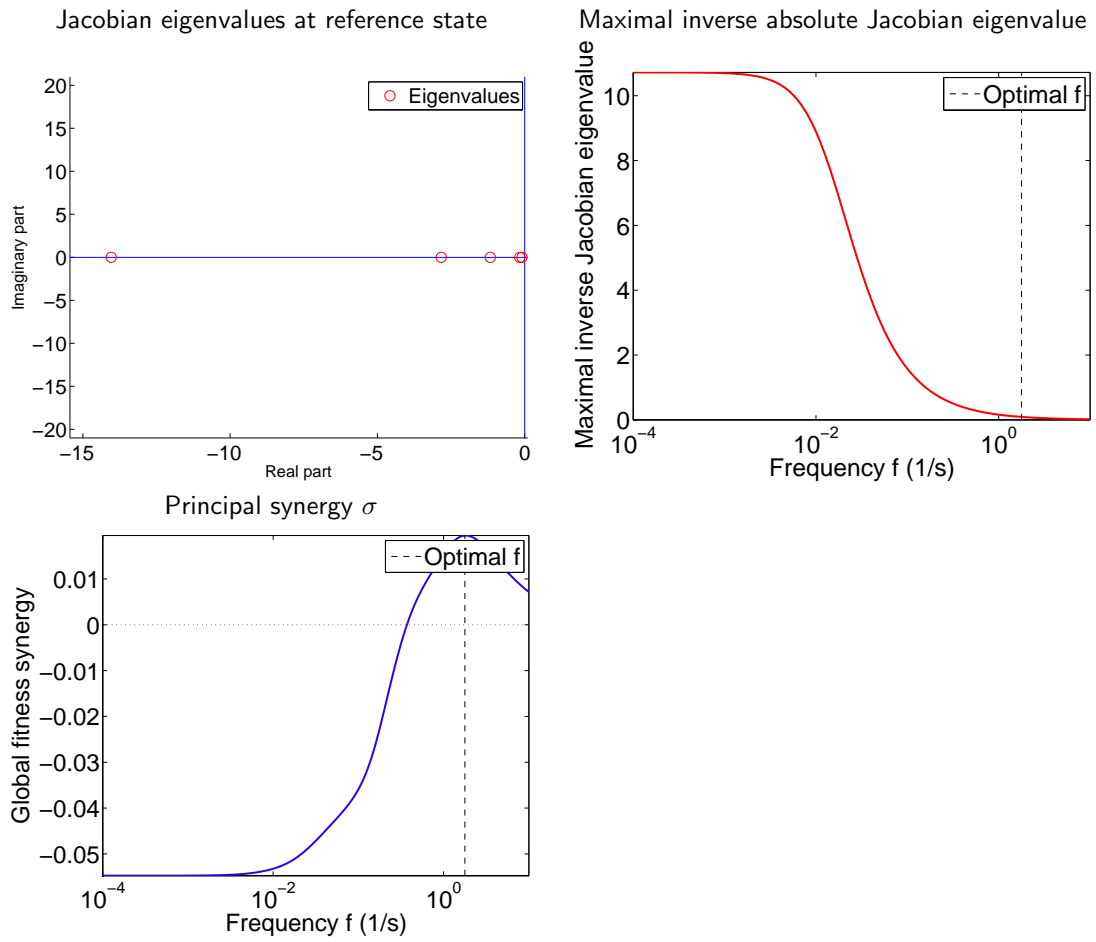 Jacobian eigenvalues at reference state
20
15
10
5
0
−5
−10
−15
−20
−15
−10
−5
0
Imaginary part
Real part
Eigenvalues
Maximal inverse absolute Jacobian eigenvalue
10
8
6
4
2
0
10−4
10−2
100
Maximal inverse Jacobian eigenvalue
Frequency f (1/s)
Optimal f
Principal synergy σ
0.01
0
−0.01
−0.02
−0.03
−0.04
−0.05
10−4
10−2
100
Global fitness synergy
Frequency f (1/s)
Optimal f